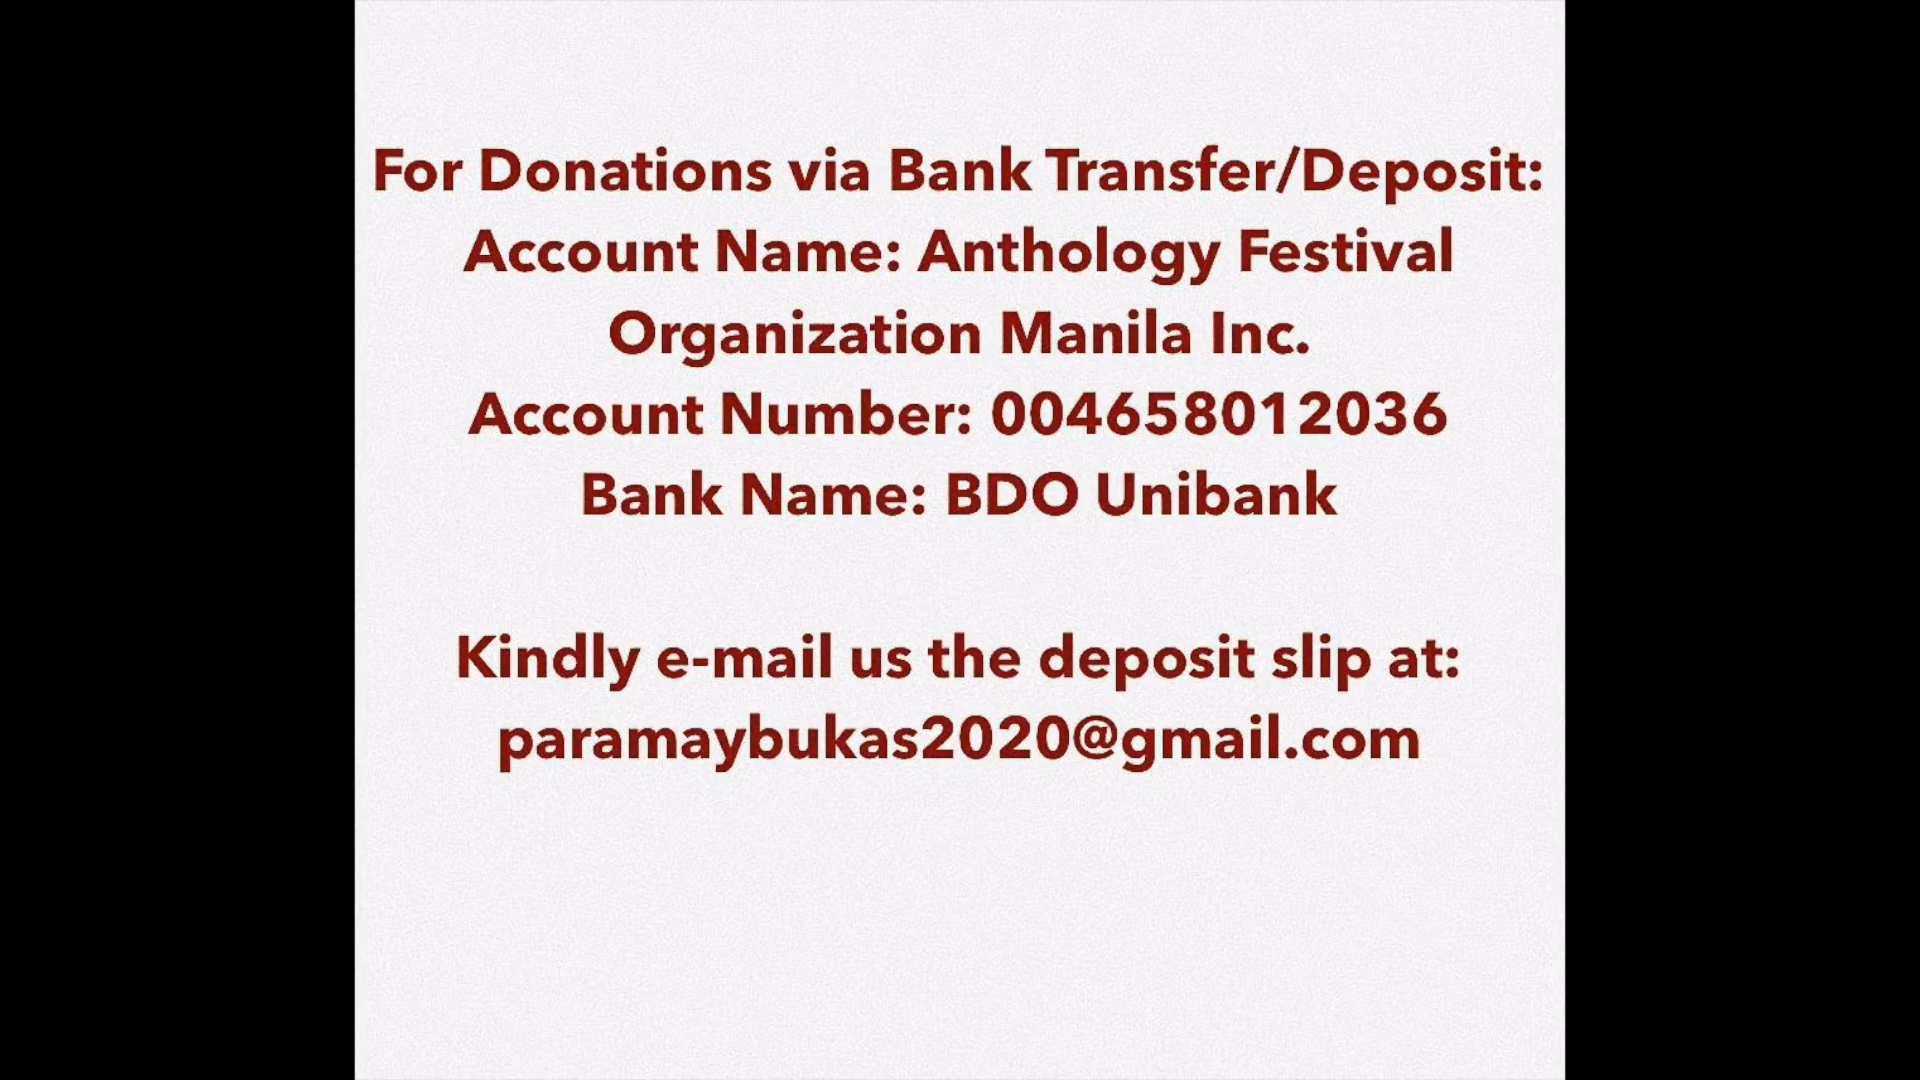 For Donations via Bank Transfer/Deposit:
Account Name: Anthology Festival
Organization Manila Inc.
Account Number: 004658012036
Bank Name: BDO Unibank
Kindly e-mail us the deposit slip at:
paramaybukas2020@gmail.com